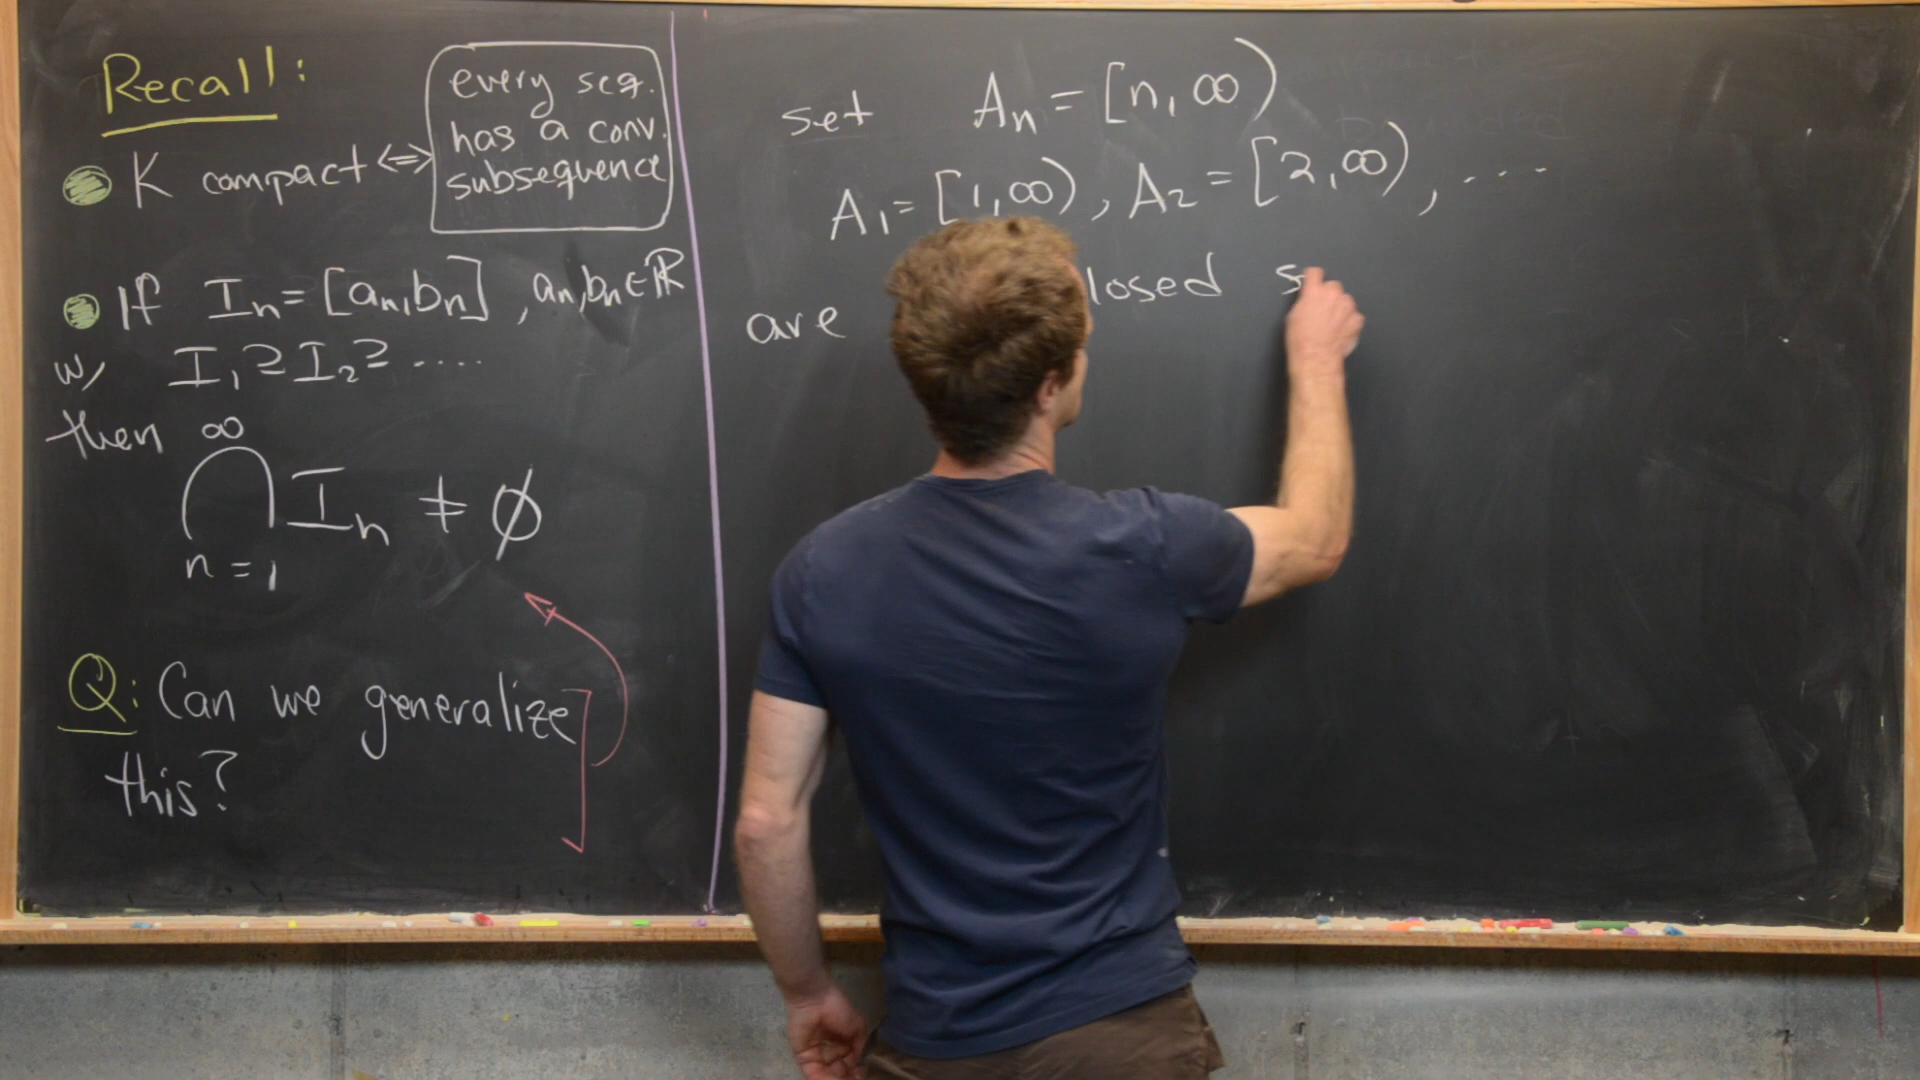 Recall:
K compact <=> every seq.
has a conv.
subsequence
If In = [an, bn], an, bn ∈ ℝ
w/ I1 ⊇ I2 ⊇ ....
then
∞
⋂ In ≠ ∅
n = 1
Q: Can we generalize
this?
set An = [n, ∞)
A1 = [1, ∞), A2 = [2, ∞), ....
are losed s